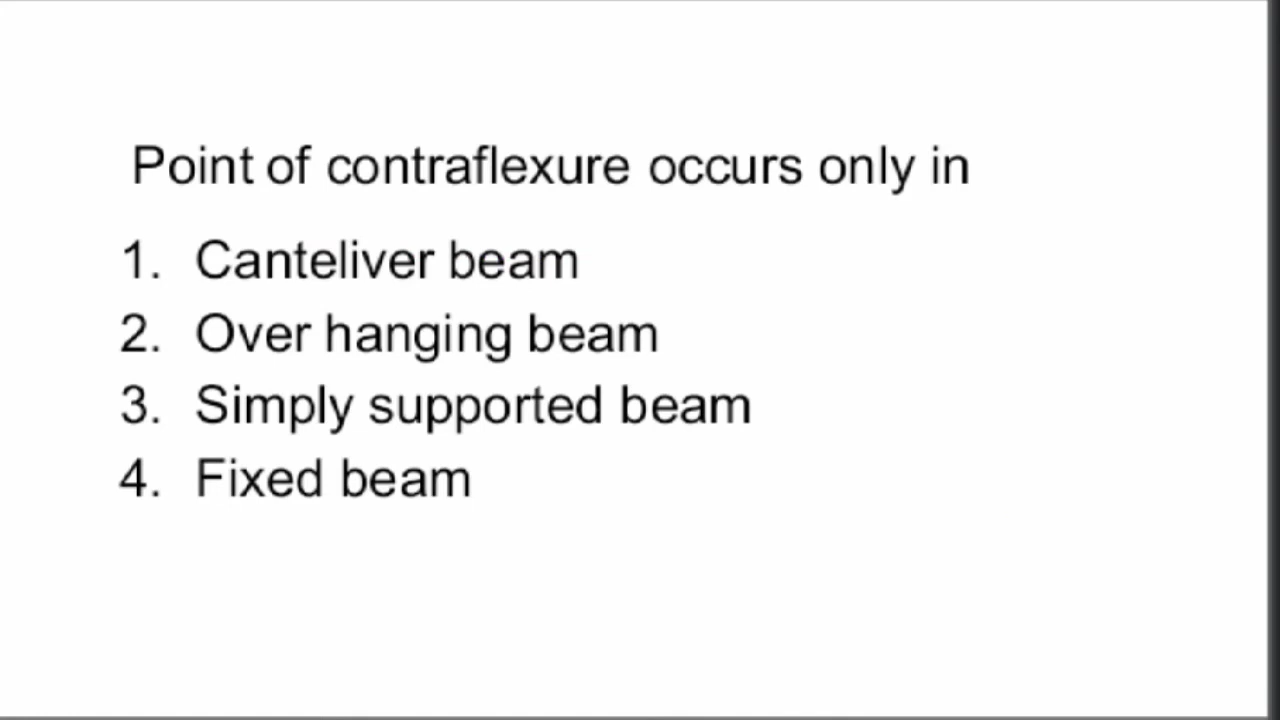 Point of contraflexure occurs only in
1. Canteliver beam
2. Over hanging beam
3. Simply supported beam
4. Fixed beam